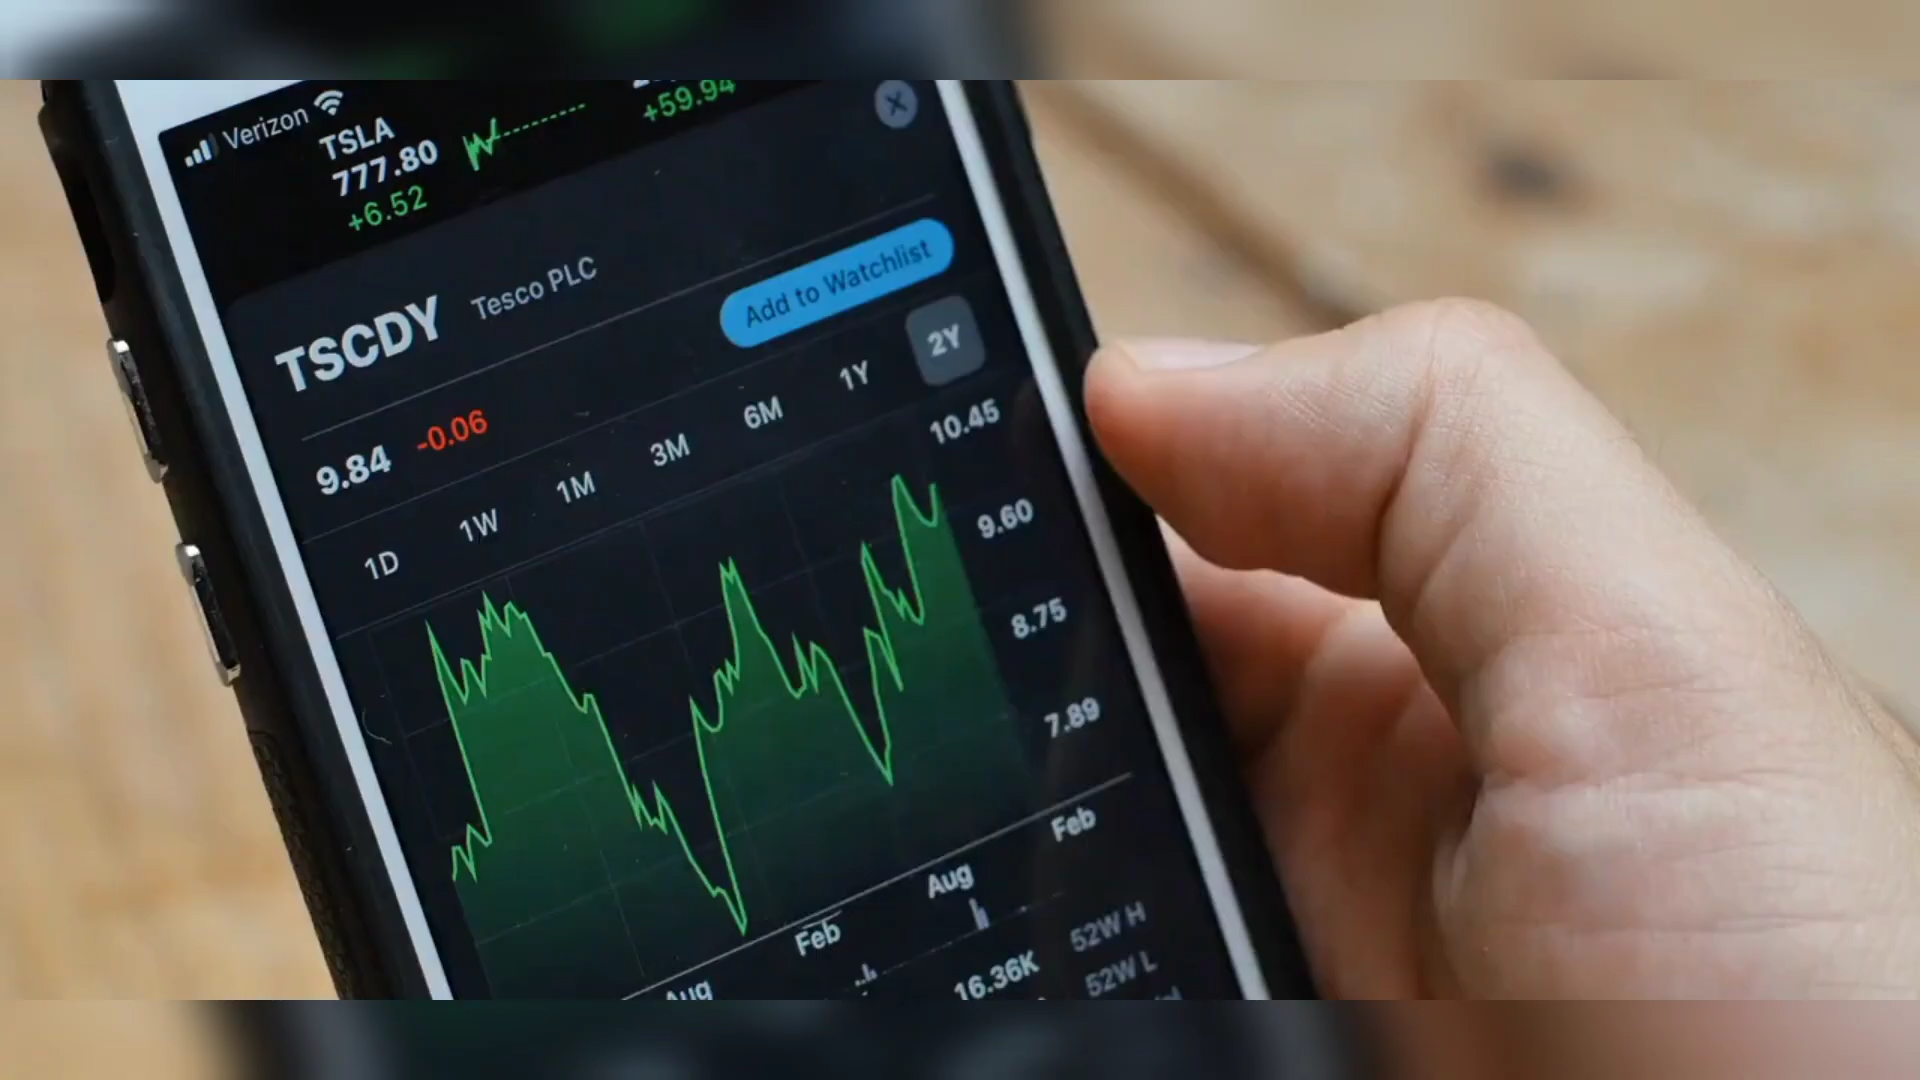 Verizon
TSLA
777.80
+6.52
+59.94
TSCDY Tesco PLC
Add to Watchlist
9.84 -0.06
1D 1W 1M 3M 6M 1Y 2Y
10.45
9.60
8.75
7.89
Aug Feb Aug Feb
16.36K
52W H
52W L